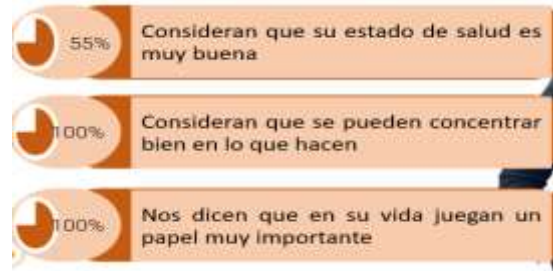 55%
Consideran que su estado de salud es
muy buena
100%
Consideran que se pueden concentrar
bien en lo que hacen
100%
Nos dicen que en su vida juegan un
papel muy importante